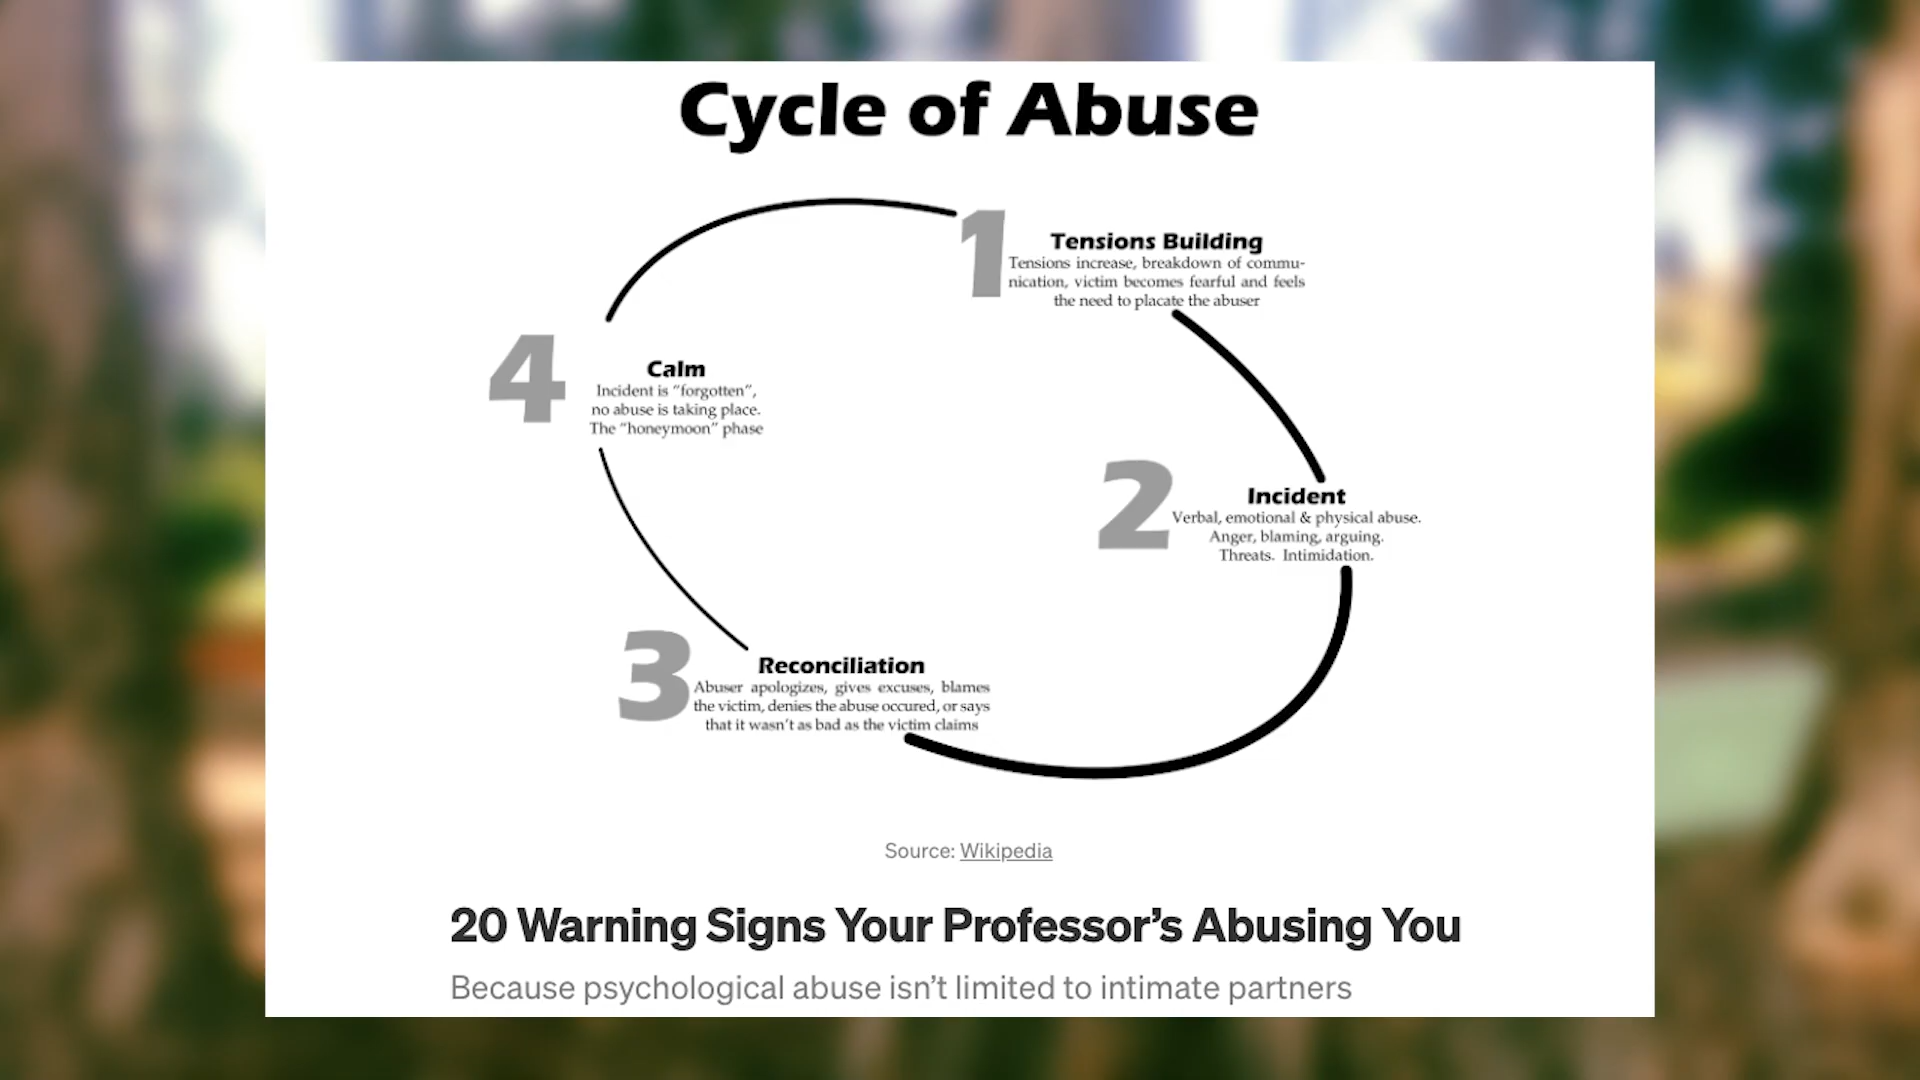 Cycle of Abuse
1
Tensions Building
Tensions increase, breakdown of commu-
nication, victim becomes fearful and feels
the need to placate the abuser
2
Incident
Verbal, emotional & physical abuse.
Anger, blaming, arguing.
Threats. Intimidation.
3
Reconciliation
Abuser apologizes, gives excuses, blames
the victim, denies the abuse occured, or says
that it wasn't as bad as the victim claims
4
Calm
Incident is "forgotten",
no abuse is taking place.
The "honeymoon" phase
Source: Wikipedia
20 Warning Signs Your Professor’s Abusing You
Because psychological abuse isn’t limited to intimate partners